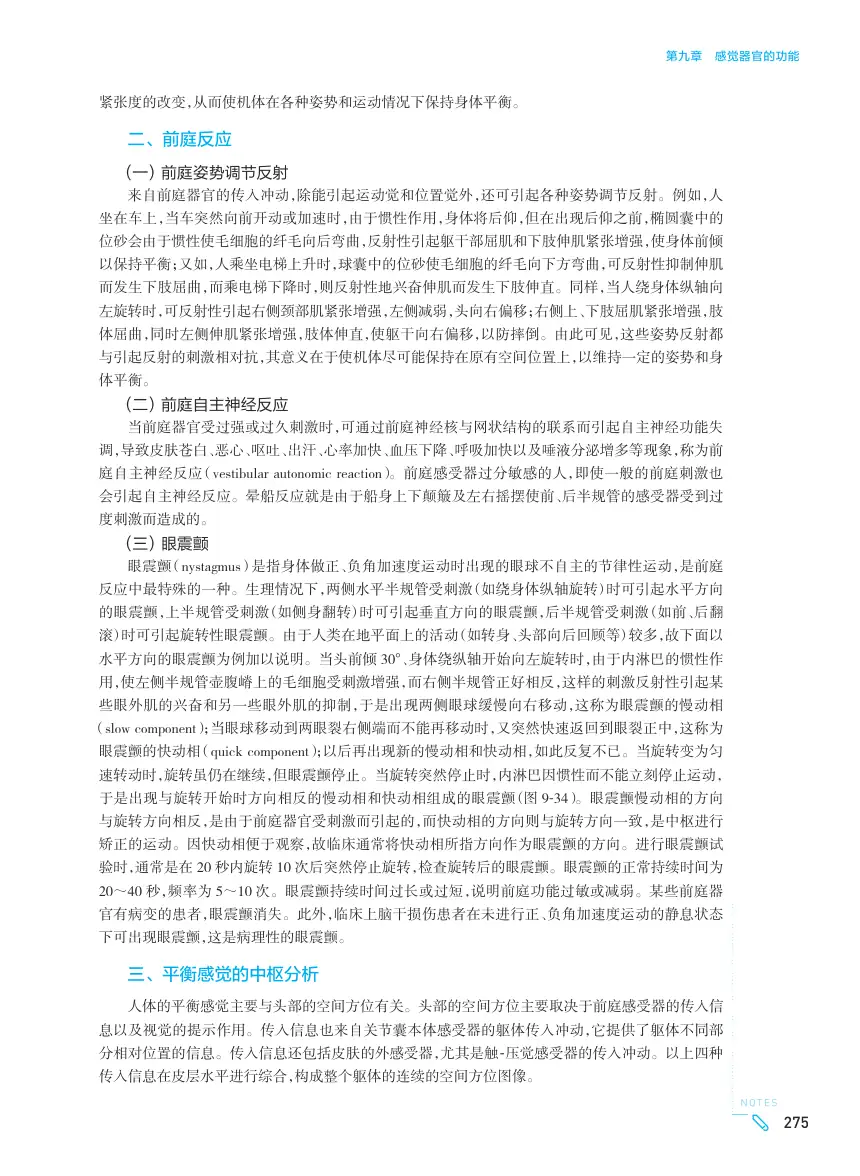 第九章 感觉器官的功能
紧张度的改变,从而使机体在各种姿势和运动情况下保持身体平衡。
二、前庭反应
(一)前庭姿势调节反射
来自前庭器官的传入冲动,除能引起运动觉和位置觉外,还可引起各种姿势调节反射。例如,人
坐在车上,当车突然向前开动或加速时,由于惯性作用,身体将后仰,但在出现后仰之前,椭圆囊中的
位砂会由于惯性使毛细胞的纤毛向后弯曲,反射性引起躯干部屈肌和下肢伸肌紧张增强,使身体前倾
以保持平衡;又如,人乘坐电梯上升时,球囊中的位砂使毛细胞的纤毛向下方弯曲,可反射性抑制伸肌
而发生下肢屈曲,而乘电梯下降时,则反射性地兴奋伸肌而发生下肢伸直。同样,当人绕身体纵轴向
左旋转时,可反射性引起右侧颈部肌紧张增强,左侧减弱,头向右偏移;右侧上、下肢屈肌紧张增强,肢
体屈曲,同时左侧伸肌紧张增强,肢体伸直,使躯干向右偏移,以防摔倒。由此可见,这些姿势反射都
与引起反射的刺激相对抗,其意义在于使机体尽可能保持在原有空间位置上,以维持一定的姿势和身
体平衡。
(二)前庭自主神经反应
当前庭器官受过强或过久刺激时,可通过前庭神经核与网状结构的联系而引起自主神经功能失
调,导致皮肤苍白、恶心、呕吐、出汗、心率加快、血压下降、呼吸加快以及唾液分泌增多等现象,称为前
庭自主神经反应(vestibular autonomic reaction)。前庭感受器过分敏感的人,即使一般的前庭刺激也
会引起自主神经反应。晕船反应就是由于船身上下颠簸及左右摇摆使前、后半规管的感受器受到过
度刺激而造成的。
(三)眼震颤
眼震颤(nystagmus)是指身体做正、负角加速度运动时出现的眼球不自主的节律性运动,是前庭
反应中最特殊的一种。生理情况下,两侧水平半规管受刺激(如绕身体纵轴旋转)时可引起水平方向
的眼震颤,上半规管受刺激(如侧身翻转)时可引起垂直方向的眼震颤,后半规管受刺激(如前、后翻
滚)时可引起旋转性眼震颤。由于人类在地平面上的活动(如转身、头部向后回顾等)较多,故下面以
水平方向的眼震颤为例加以说明。当头前倾 30°、身体绕纵轴开始向左旋转时,由于内淋巴的惯性作
用,使左侧半规管壶腹嵴上的毛细胞受刺激增强,而右侧半规管正好相反,这样的刺激反射性引起某
些眼外肌的兴奋和另一些眼外肌的抑制,于是出现两侧眼球缓慢向右移动,这称为眼震颤的慢动相
(slow component);当眼球移动到两眼裂右侧端而不能再移动时,又突然快速返回到眼裂正中,这称为
眼震颤的快动相(quick component);以后再出现新的慢动相和快动相,如此反复不已。当旋转变为匀
速转动时,旋转虽仍在继续,但眼震颤停止。当旋转突然停止时,内淋巴因惯性而不能立刻停止运动,
于是出现与旋转开始时方向相反的慢动相和快动相组成的眼震颤(图 9-34)。眼震颤慢动相的方向
与旋转方向相反,是由于前庭器官受刺激而引起的,而快动相的方向则与旋转方向一致,是中枢进行
矫正的运动。因快动相便于观察,故临床通常将快动相所指方向作为眼震颤的方向。进行眼震颤试
验时,通常是在 20 秒内旋转 10 次后突然停止旋转,检查旋转后的眼震颤。眼震颤的正常持续时间为
20～40 秒,频率为 5～10 次。眼震颤持续时间过长或过短,说明前庭功能过敏或减弱。某些前庭器
官有病变的患者,眼震颤消失。此外,临床上脑干损伤患者在未进行正、负角加速度运动的静息状态
下可出现眼震颤,这是病理性的眼震颤。
三、平衡感觉的中枢分析
人体的平衡感觉主要与头部的空间方位有关。头部的空间方位主要取决于前庭感受器的传入信
息以及视觉的提示作用。传入信息也来自关节囊本体感受器的躯体传入冲动,它提供了躯体不同部
分相对位置的信息。传入信息还包括皮肤的外感受器,尤其是触-压觉感受器的传入冲动。以上四种
传入信息在皮层水平进行综合,构成整个躯体的连续的空间方位图像。
NOTES
275